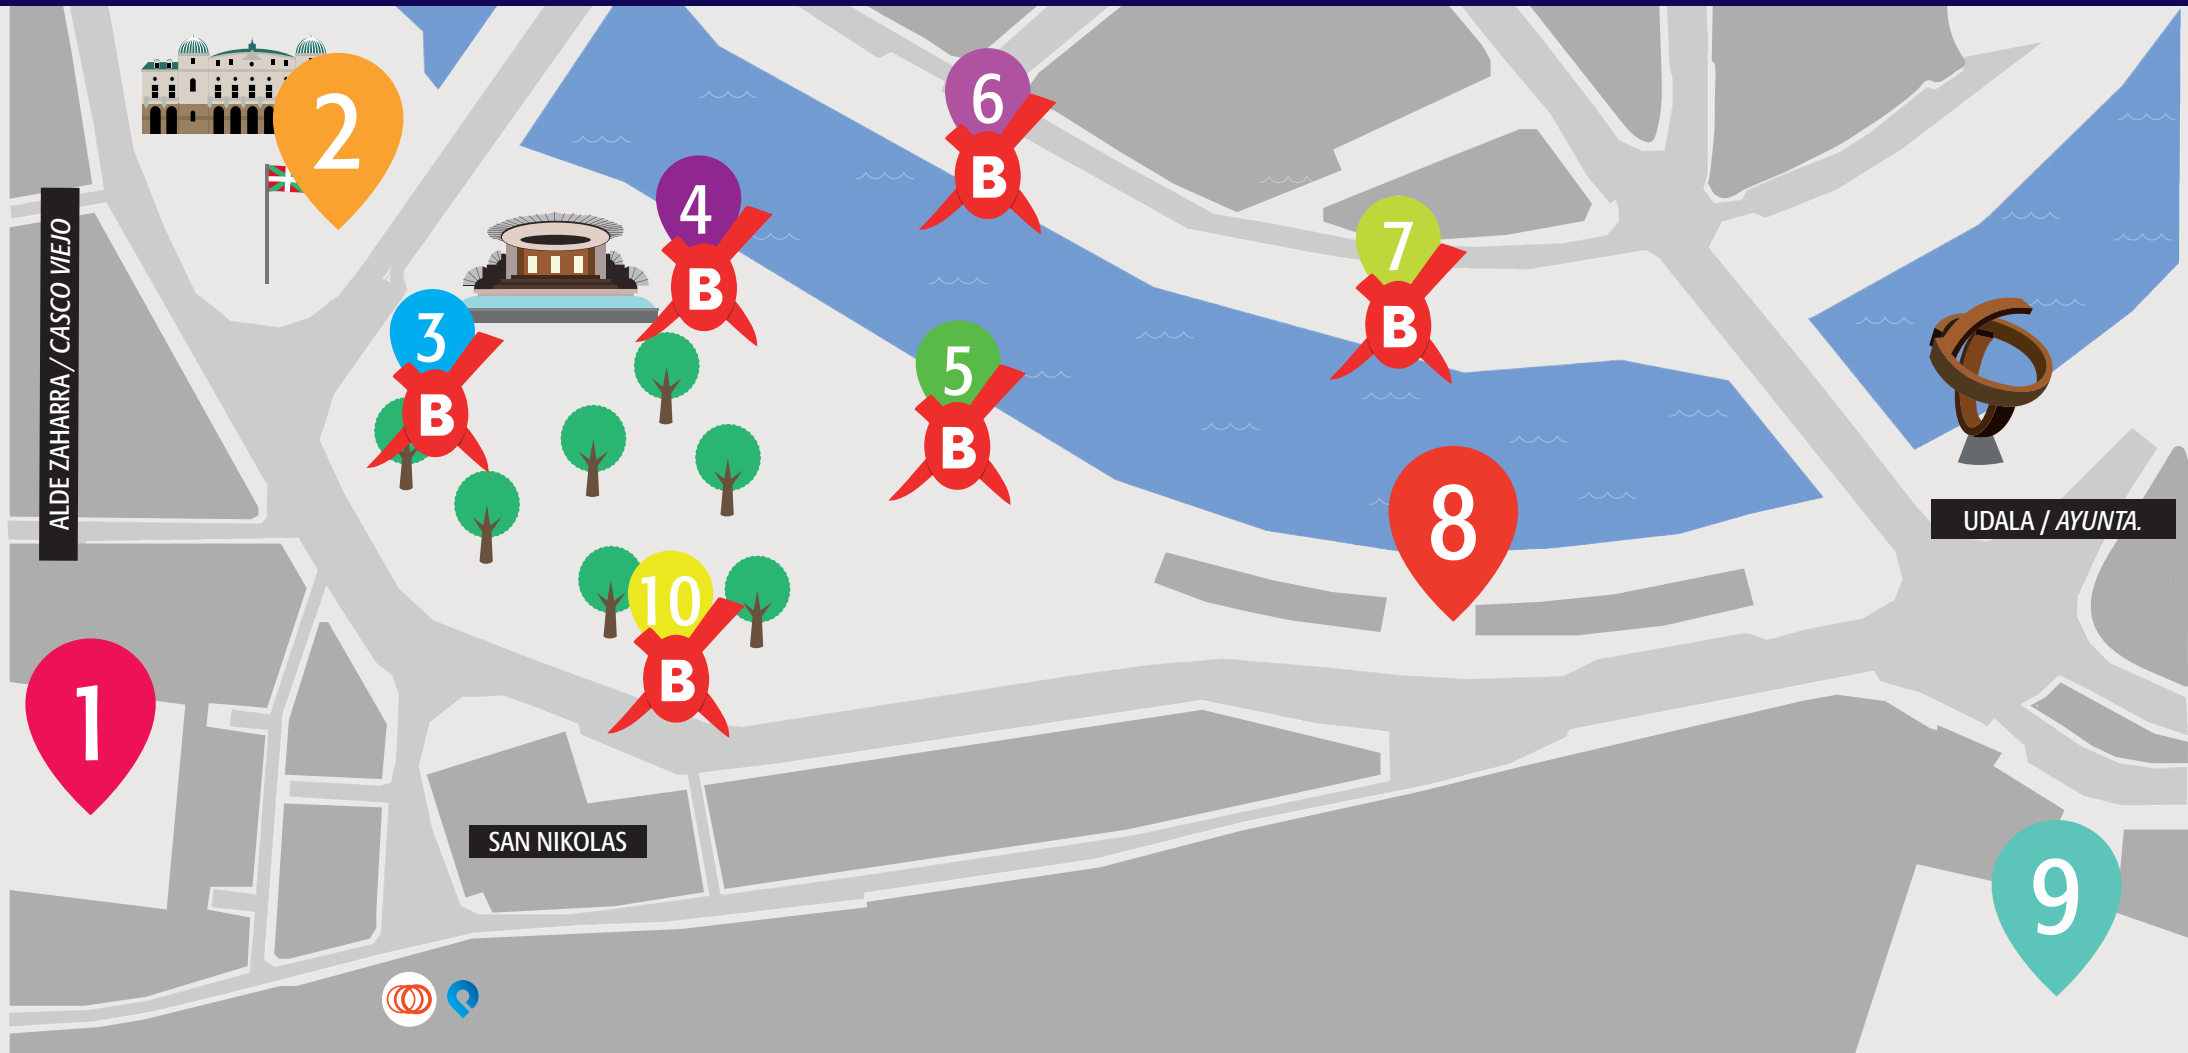 2
6
B
4
B
7
B
3
B
5
B
ALDE ZAHARRA / CASCO VIEJO
8
UDALA / AYUNTA.
10
B
1
SAN NIKOLAS
9